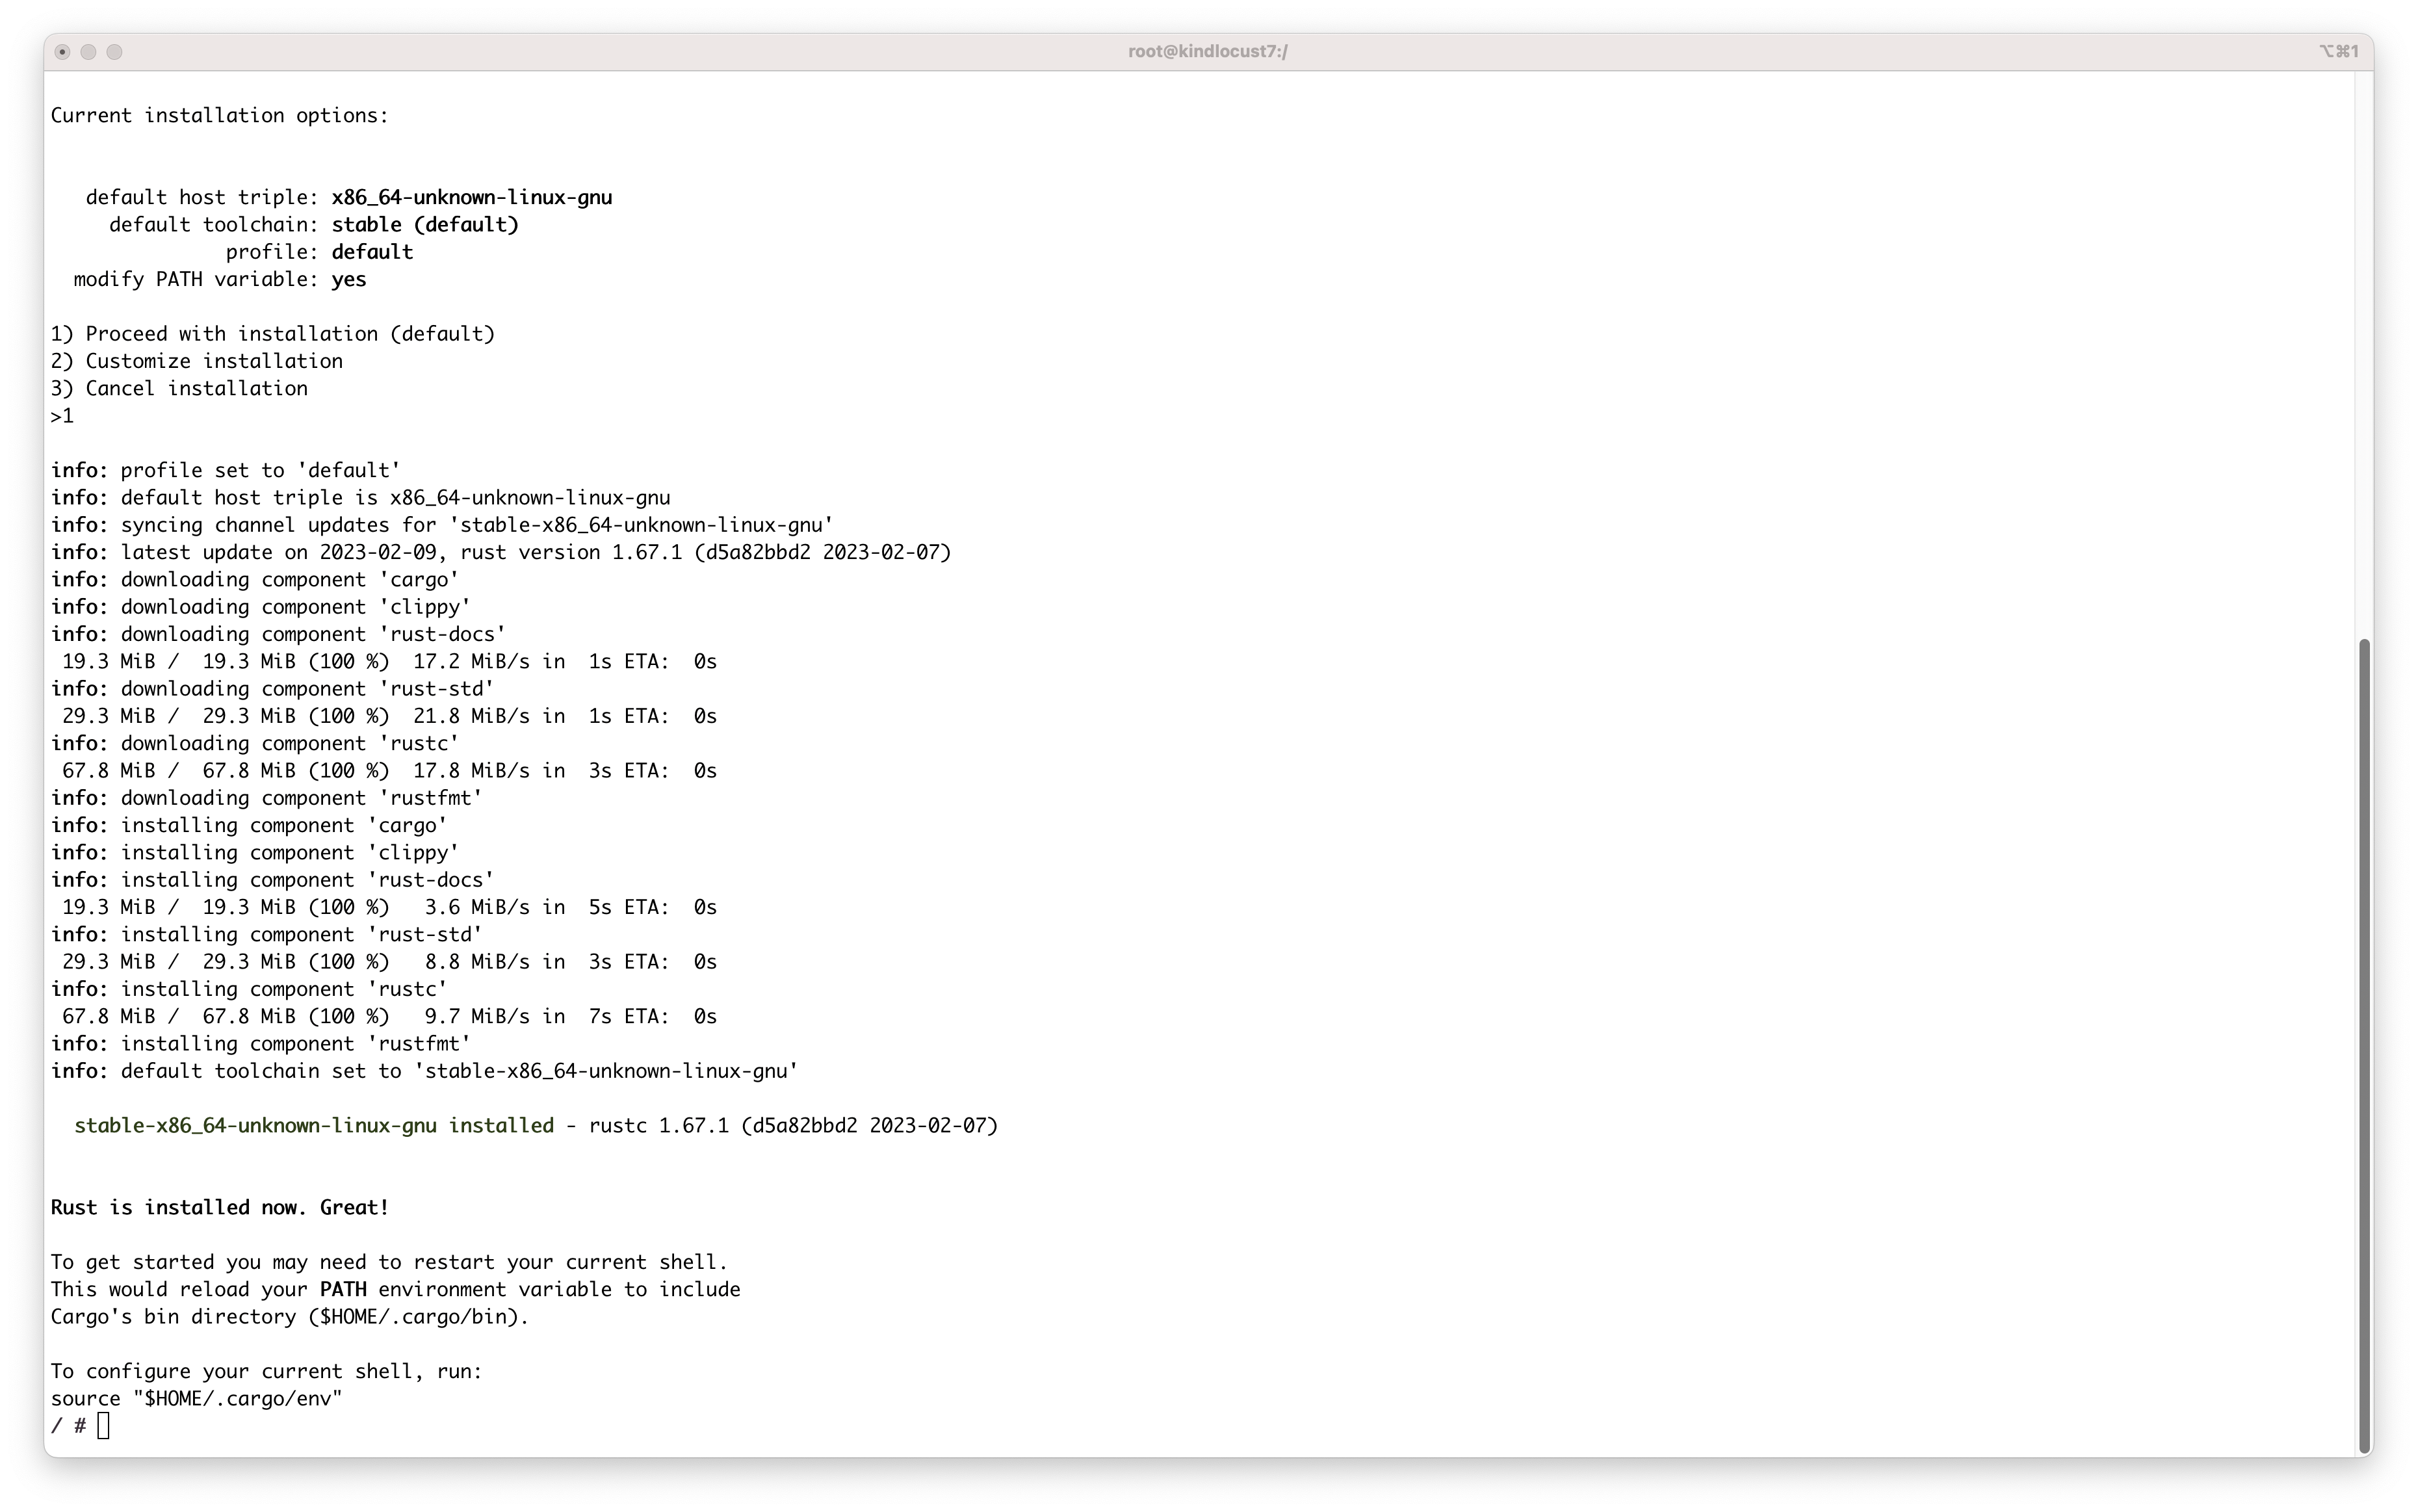 root@kindlocust7:/
⌥⌘1
Current installation options:
default host triple: x86_64-unknown-linux-gnu
default toolchain: stable (default)
profile: default
modify PATH variable: yes
1) Proceed with installation (default)
2) Customize installation
3) Cancel installation
>1
info: profile set to 'default'
info: default host triple is x86_64-unknown-linux-gnu
info: syncing channel updates for 'stable-x86_64-unknown-linux-gnu'
info: latest update on 2023-02-09, rust version 1.67.1 (d5a82bbd2 2023-02-07)
info: downloading component 'cargo'
info: downloading component 'clippy'
info: downloading component 'rust-docs'
19.3 MiB /  19.3 MiB (100 %)  17.2 MiB/s in  1s ETA:  0s
info: downloading component 'rust-std'
29.3 MiB /  29.3 MiB (100 %)  21.8 MiB/s in  1s ETA:  0s
info: downloading component 'rustc'
67.8 MiB /  67.8 MiB (100 %)  17.8 MiB/s in  3s ETA:  0s
info: downloading component 'rustfmt'
info: installing component 'cargo'
info: installing component 'clippy'
info: installing component 'rust-docs'
19.3 MiB /  19.3 MiB (100 %)   3.6 MiB/s in  5s ETA:  0s
info: installing component 'rust-std'
29.3 MiB /  29.3 MiB (100 %)   8.8 MiB/s in  3s ETA:  0s
info: installing component 'rustc'
67.8 MiB /  67.8 MiB (100 %)   9.7 MiB/s in  7s ETA:  0s
info: installing component 'rustfmt'
info: default toolchain set to 'stable-x86_64-unknown-linux-gnu'
stable-x86_64-unknown-linux-gnu installed - rustc 1.67.1 (d5a82bbd2 2023-02-07)
Rust is installed now. Great!
To get started you may need to restart your current shell.
This would reload your PATH environment variable to include
Cargo's bin directory ($HOME/.cargo/bin).
To configure your current shell, run:
source "$HOME/.cargo/env"
/ #